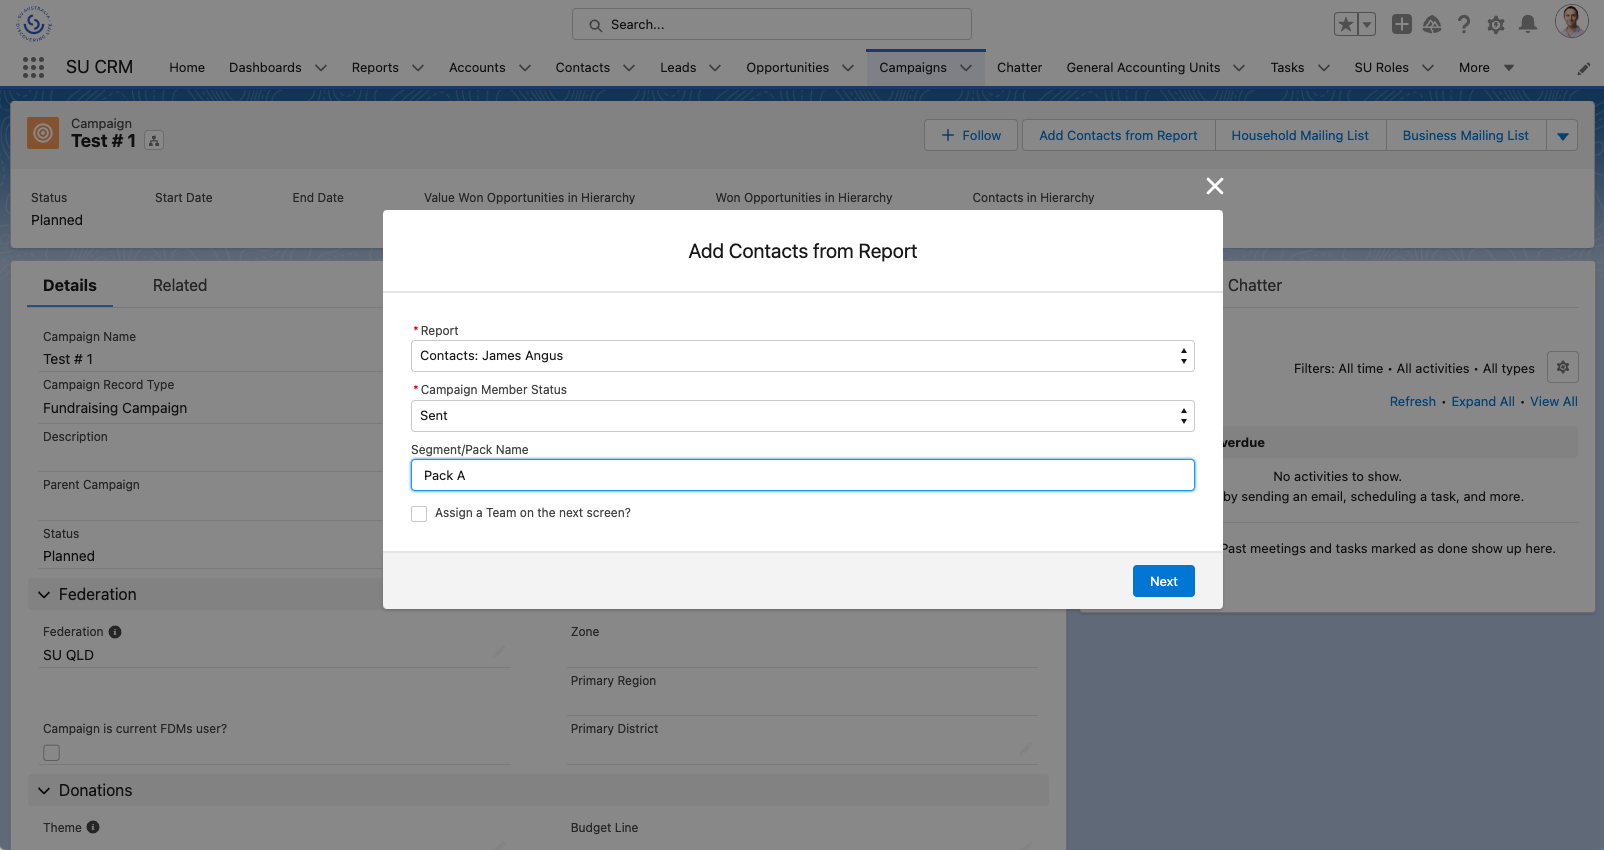 Search...
SU CRM
Home
Dashboards
Reports
Accounts
Contacts
Leads
Opportunities
Campaigns
Chatter
General Accounting Units
Tasks
SU Roles
More
Campaign
Test # 1
Follow
Add Contacts from Report
Household Mailing List
Business Mailing List
Status
Planned
Start Date
End Date
Value Won Opportunities in Hierarchy
Won Opportunities in Hierarchy
Contacts in Hierarchy
Add Contacts from Report
* Report
Contacts: James Angus
* Campaign Member Status
Sent
Segment/Pack Name
Pack A
Assign a Team on the next screen?
Next
Details
Related
Campaign Name
Test # 1
Campaign Record Type
Fundraising Campaign
Description
Parent Campaign
Status
Planned
Federation
Federation
SU QLD
Zone
Primary Region
Campaign is current FDMs user?
Primary District
Donations
Theme
Budget Line
Chatter
Filters: All time • All activities • All types
Refresh • Expand All • View All
verdue
No activities to show.
by sending an email, scheduling a task, and more.
Past meetings and tasks marked as done show up here.